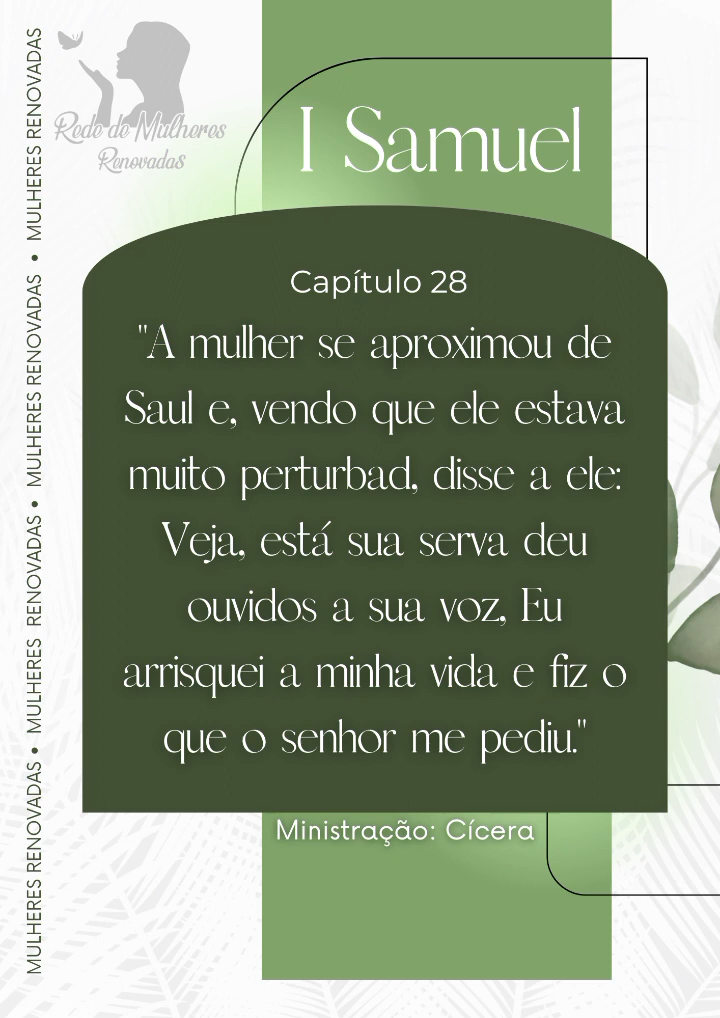 Rede de Mulheres
Renovadas
I Samuel
Capítulo 28
"A mulher se aproximou de
Saul e, vendo que ele estava
muito perturbad, disse a ele:
Veja, está sua serva deu
ouvidos a sua voz, Eu
arrisquei a minha vida e fiz o
que o senhor me pediu."
Ministração: Cícera
MULHERES RENOVADAS • MULHERES RENOVADAS • MULHERES RENOVADAS • MULHERES RENOVADAS